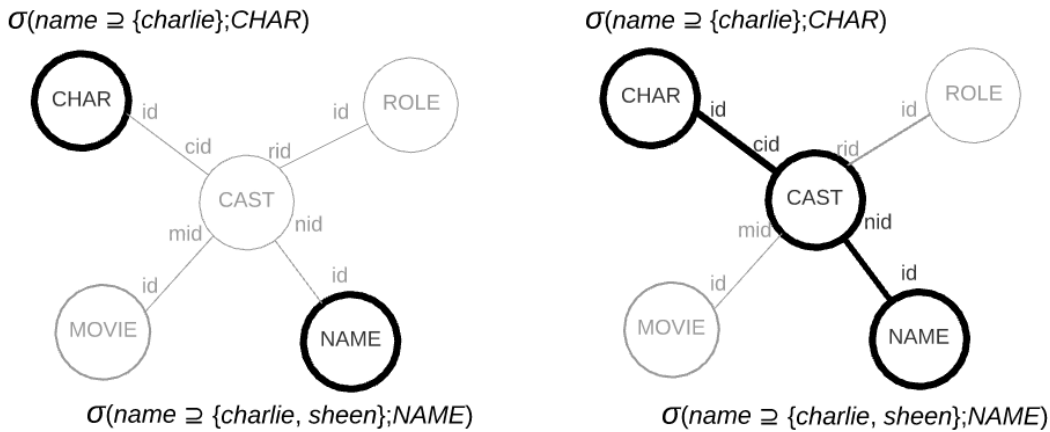 σ(name ⊇ {charlie};CHAR)
CHAR
id
ROLE
id
cid
rid
CAST
mid
nid
id
id
MOVIE
NAME
σ(name ⊇ {charlie, sheen};NAME)
σ(name ⊇ {charlie};CHAR)
CHAR
id
ROLE
id
cid
rid
CAST
mid
nid
id
id
MOVIE
NAME
σ(name ⊇ {charlie, sheen};NAME)